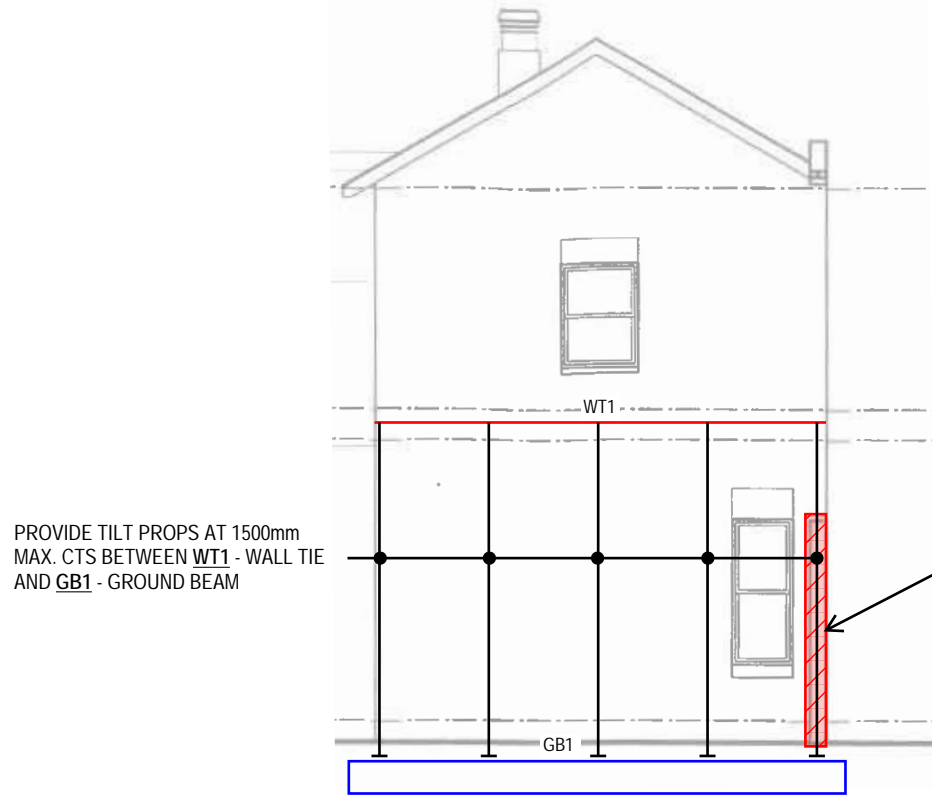 WT1
PROVIDE TILT PROPS AT 1500mm
MAX. CTS BETWEEN WT1 - WALL TIE
AND GB1 - GROUND BEAM
GB1